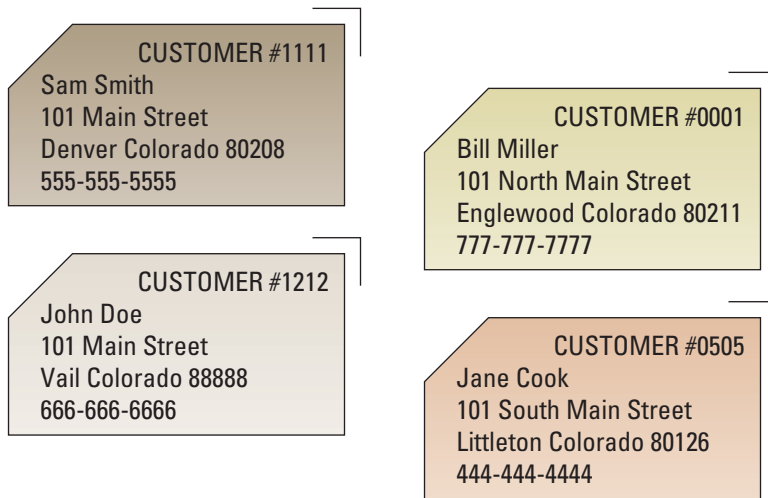 CUSTOMER #1111
Sam Smith
101 Main Street
Denver Colorado 80208
555-555-5555
CUSTOMER #0001
Bill Miller
101 North Main Street
Englewood Colorado 80211
777-777-7777
CUSTOMER #1212
John Doe
101 Main Street
Vail Colorado 88888
666-666-6666
CUSTOMER #0505
Jane Cook
101 South Main Street
Littleton Colorado 80126
444-444-4444